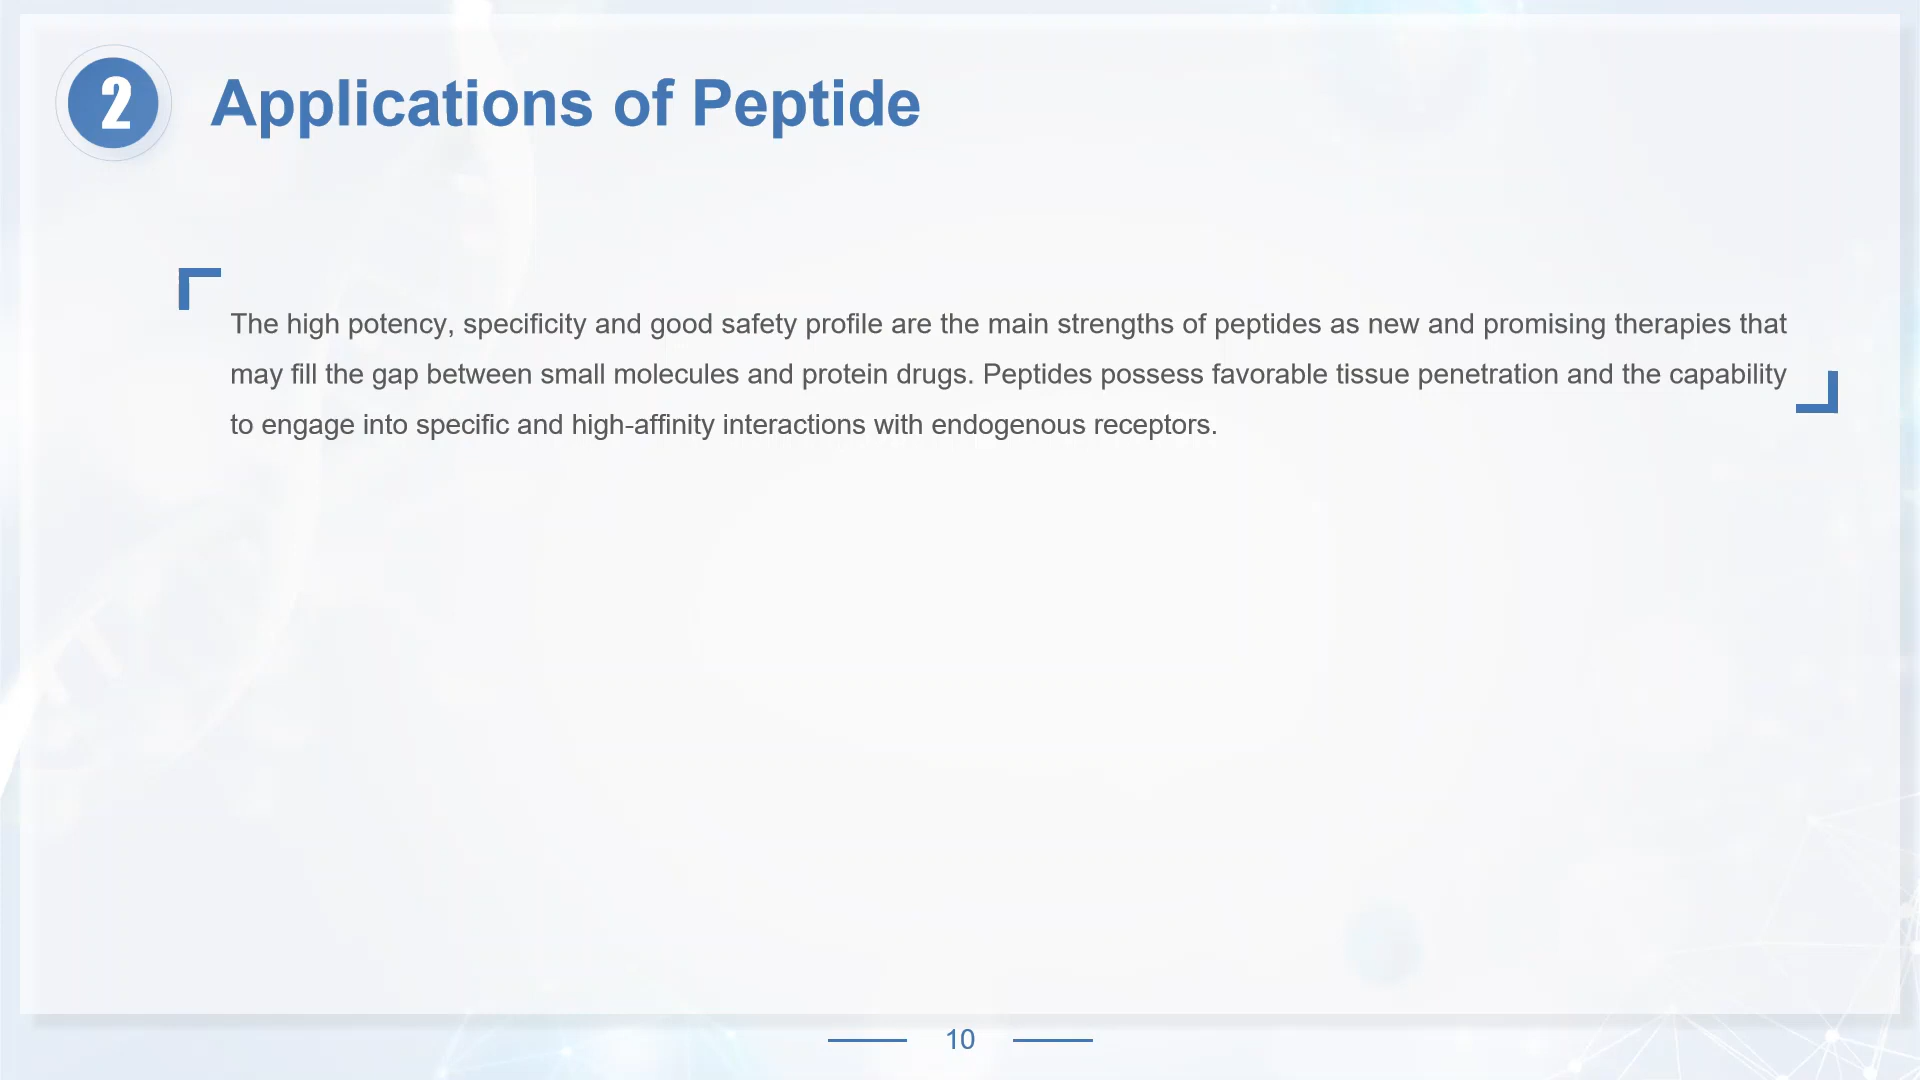 2
Applications of Peptide
The high potency, specificity and good safety profile are the main strengths of peptides as new and promising therapies that
may fill the gap between small molecules and protein drugs. Peptides possess favorable tissue penetration and the capability
to engage into specific and high-affinity interactions with endogenous receptors.
10